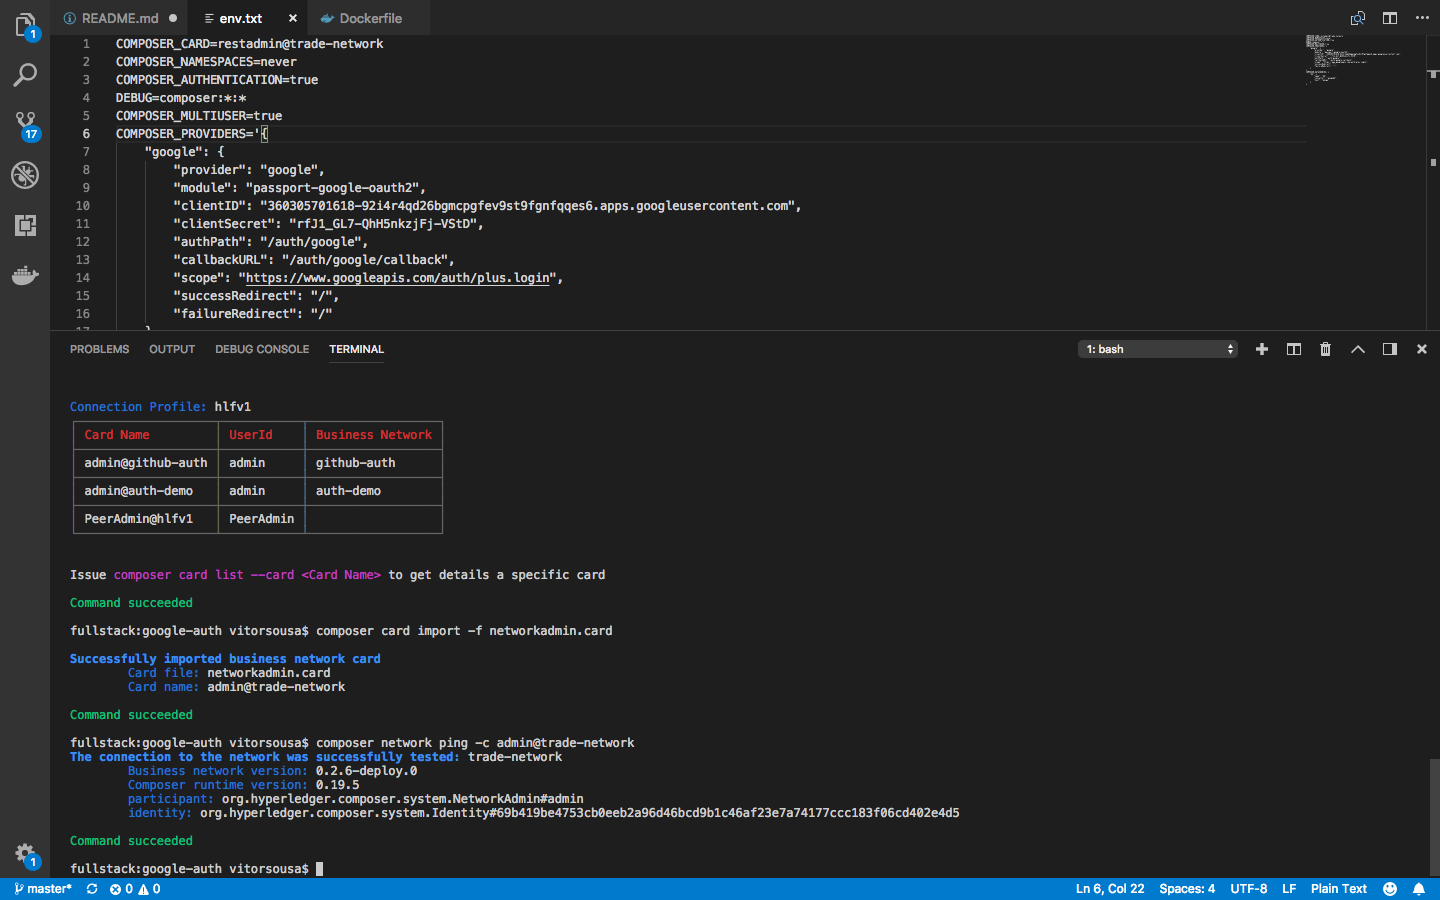 README.md
env.txt
Dockerfile
1 COMPOSER_CARD=restadmin@trade-network
2 COMPOSER_NAMESPACES=never
3 COMPOSER_AUTHENTICATION=true
4 DEBUG=composer:*:*
5 COMPOSER_MULTIUSER=true
6 COMPOSER_PROVIDERS='{
7 "google": {
8 "provider": "google",
9 "module": "passport-google-oauth2",
10 "clientID": "360305701618-92i4r4qd26bgmcpgfev9st9fgnfqqes6.apps.googleusercontent.com",
11 "clientSecret": "rfJ1_GL7-QhH5nkzjFj-VStD",
12 "authPath": "/auth/google",
13 "callbackURL": "/auth/google/callback",
14 "scope": "https://www.googleapis.com/auth/plus.login",
15 "successRedirect": "/",
16 "failureRedirect": "/"
17 }
1
17
PROBLEMS OUTPUT DEBUG CONSOLE TERMINAL
1: bash
Connection Profile: hlfv1
Card Name UserId Business Network
admin@github-auth admin github-auth
admin@auth-demo admin auth-demo
PeerAdmin@hlfv1 PeerAdmin
Issue composer card list --card <Card Name> to get details a specific card
Command succeeded
fullstack:google-auth vitorsousa$ composer card import -f networkadmin.card
Successfully imported business network card
Card file: networkadmin.card
Card name: admin@trade-network
Command succeeded
fullstack:google-auth vitorsousa$ composer network ping -c admin@trade-network
The connection to the network was successfully tested: trade-network
Business network version: 0.2.6-deploy.0
Composer runtime version: 0.19.5
participant: org.hyperledger.composer.system.NetworkAdmin#admin
identity: org.hyperledger.composer.system.Identity#69b419be4753cb0eeb2a96d46bcd9b1c46af23e7a74177ccc183f06cd402e4d5
Command succeeded
fullstack:google-auth vitorsousa$
1
master* 0 0 Ln 6, Col 22 Spaces: 4 UTF-8 LF Plain Text